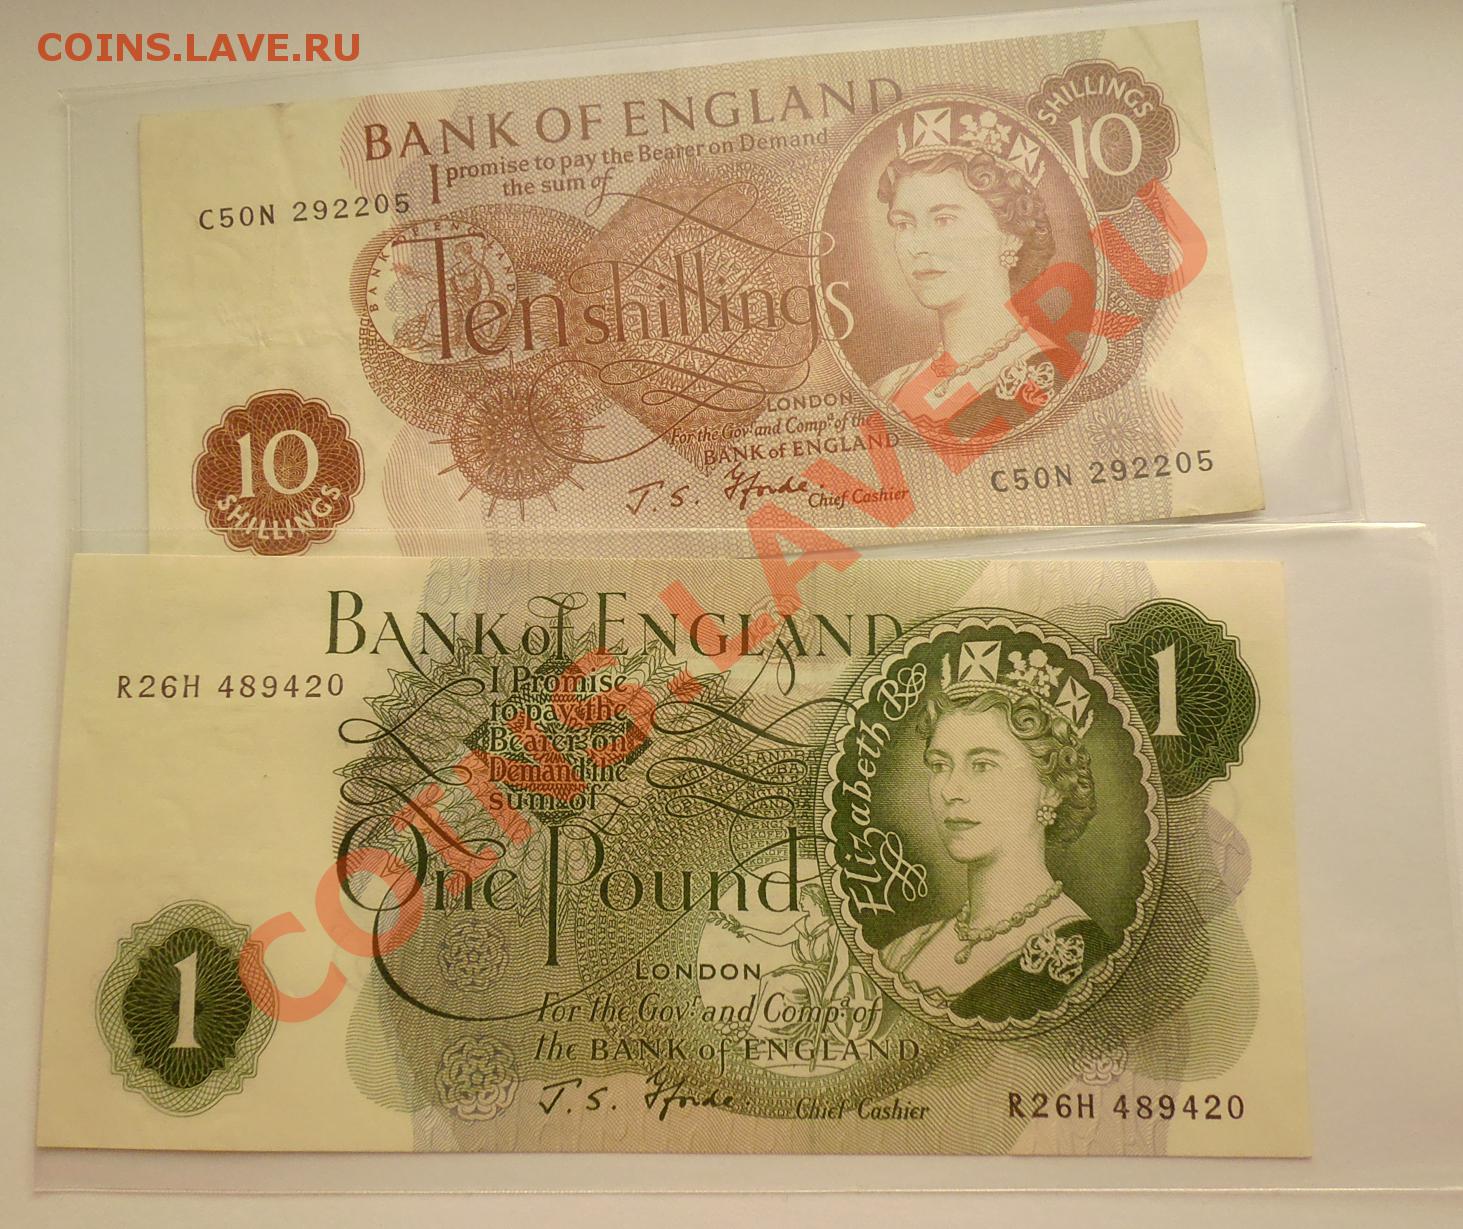 COINS.LAVE.RU
BANK OF ENGLAND
SHILLINGS
10
I promise to pay the Bearer on Demand
the sum of
C50N 292205
BANK OF ENGLAND
Ten shillings
LONDON
For the Govr. and Compa. of the
BANK of ENGLAND
10
SHILLINGS
J. S. Fforde.
Chief Cashier
C50N 292205
BANK of ENGLAND
1
R26H 489420
I Promise
to pay the
Bearer on
Demand the
sum of
One Pound
Elizabeth R
LONDON
For the Govr. and Compa. of
the BANK of ENGLAND
1
J. S. Fforde.
Chief Cashier
R26H 489420
COINS.LAVE.RU